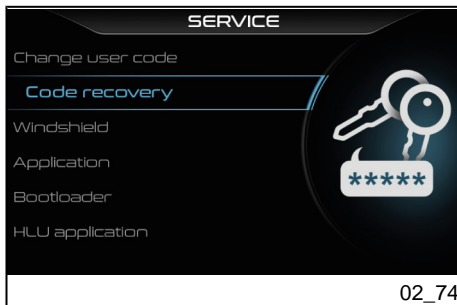 SERVICE
Change user code
Code recovery
Windshield
Application
*****
Bootloader
HLU application
02_74